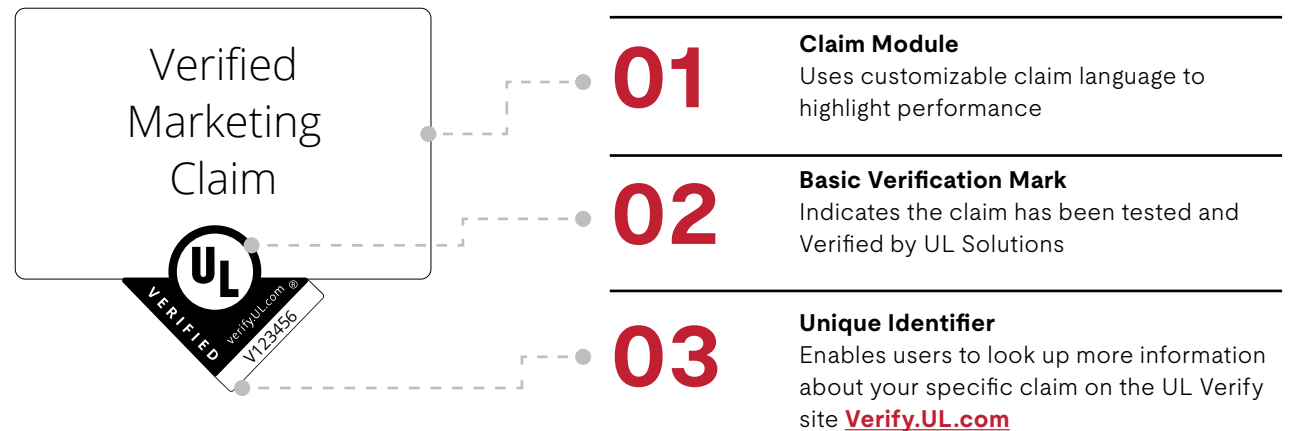 Verified
Marketing
Claim
UL
VERIFIED
verify.UL.com ®
V123456
01
Claim Module
Uses customizable claim language to
highlight performance
02
Basic Verification Mark
Indicates the claim has been tested and
Verified by UL Solutions
03
Unique Identifier
Enables users to look up more information
about your specific claim on the UL Verify
site Verify.UL.com